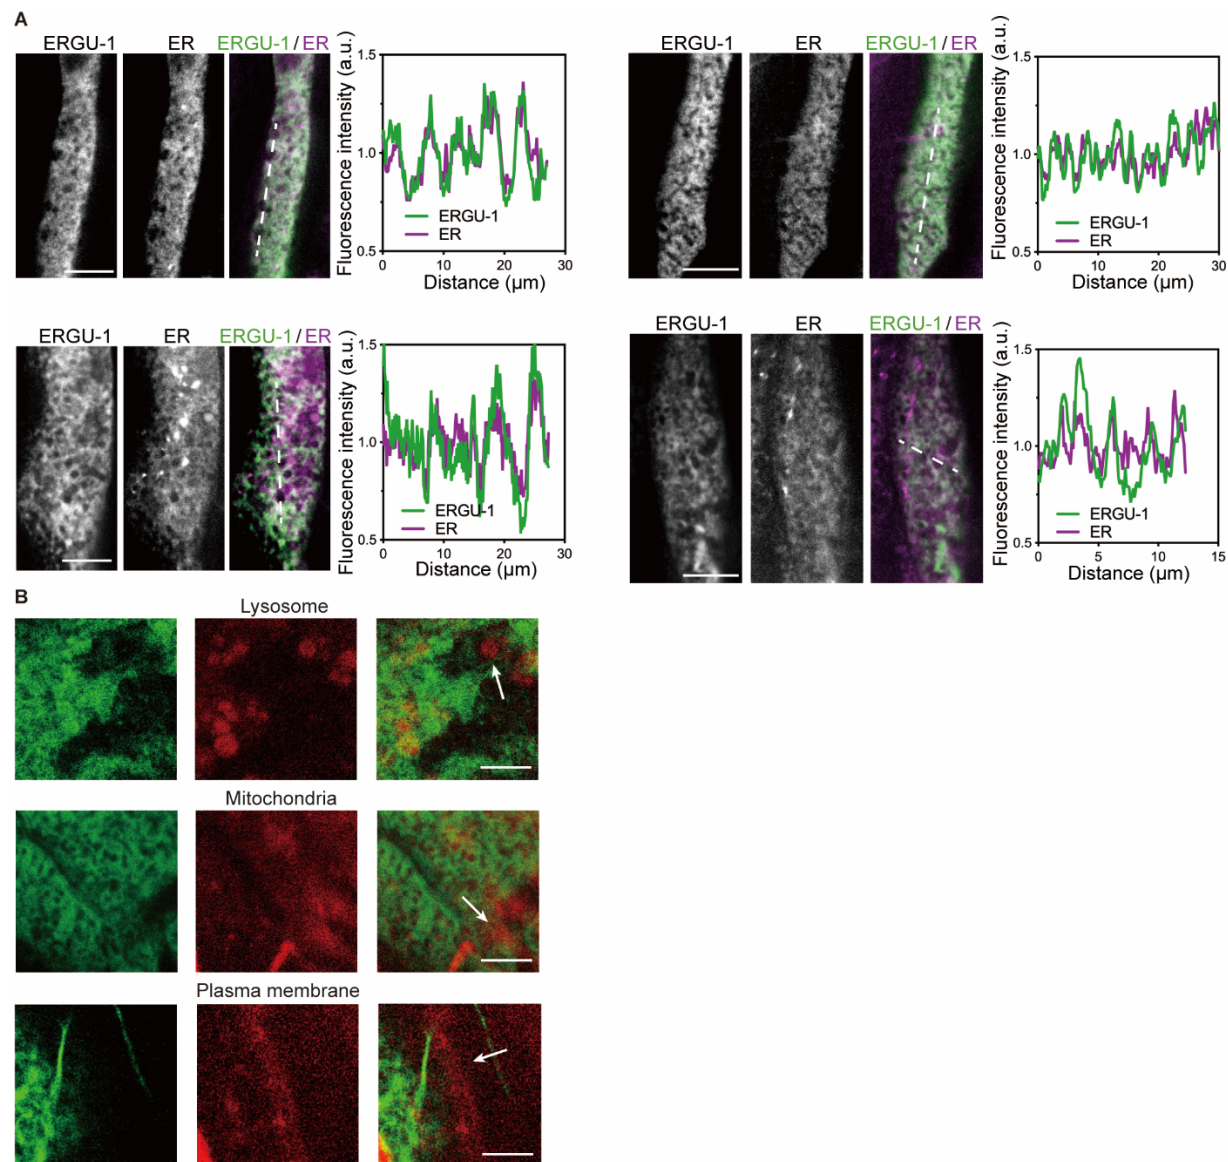 A
ERGU-1 ER ERGU-1 / ER
Fluorescence intensity (a.u.)
1.5
1.0
0.5
ERGU-1
ER
0 10 20 30
Distance (µm)
ERGU-1 ER ERGU-1 / ER
Fluorescence intensity (a.u.)
1.5
1.0
0.5
ERGU-1
ER
0 10 20 30
Distance (µm)
ERGU-1 ER ERGU-1 / ER
Fluorescence intensity (a.u.)
1.5
1.0
0.5
ERGU-1
ER
0 10 20 30
Distance (µm)
ERGU-1 ER ERGU-1 / ER
Fluorescence intensity (a.u.)
1.5
1.0
0.5
ERGU-1
ER
0 5 10 15
Distance (µm)
B
Lysosome
Mitochondria
Plasma membrane